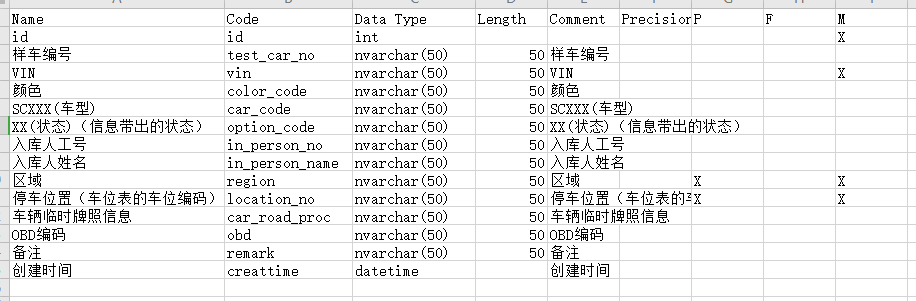 Name Code Data Type Length Comment Precision P F M
id id int X
样车编号 test_car_no nvarchar(50) 50 样车编号
VIN vin nvarchar(50) 50 VIN X
颜色 color_code nvarchar(50) 50 颜色
SCXXX(车型) car_code nvarchar(50) 50 SCXXX(车型)
XX(状态)(信息带出的状态) option_code nvarchar(50) 50 XX(状态)(信息带出的状态)
入库人工号 in_person_no nvarchar(50) 50 入库人工号
入库人姓名 in_person_name nvarchar(50) 50 入库人姓名
区域 region nvarchar(50) 50 区域 X X
停车位置(车位表的车位编码) location_no nvarchar(50) 50 停车位置(车位表的 X X
车辆临时牌照信息 car_road_proc nvarchar(50) 50 车辆临时牌照信息
OBD编码 obd nvarchar(50) 50 OBD编码
备注 remark nvarchar(50) 50 备注
创建时间 creattime datetime 创建时间